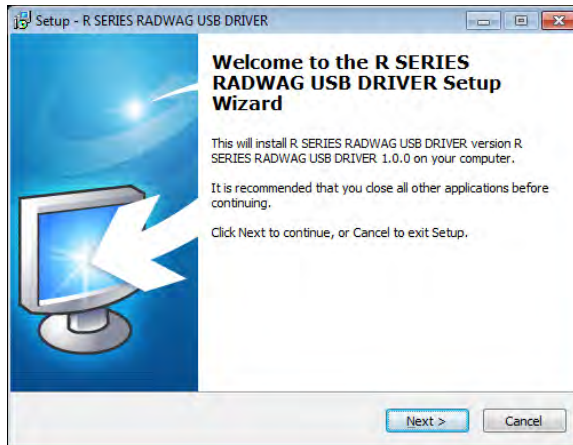 Setup - R SERIES RADWAG USB DRIVER
Welcome to the R SERIES
RADWAG USB DRIVER Setup
Wizard
This will install R SERIES RADWAG USB DRIVER version R
SERIES RADWAG USB DRIVER 1.0.0 on your computer.
It is recommended that you close all other applications before
continuing.
Click Next to continue, or Cancel to exit Setup.
Next >
Cancel